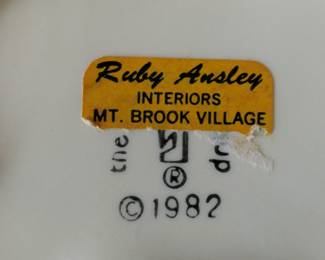 Ruby Ansley
INTERIORS
MT. BROOK VILLAGE
the
®
©1982